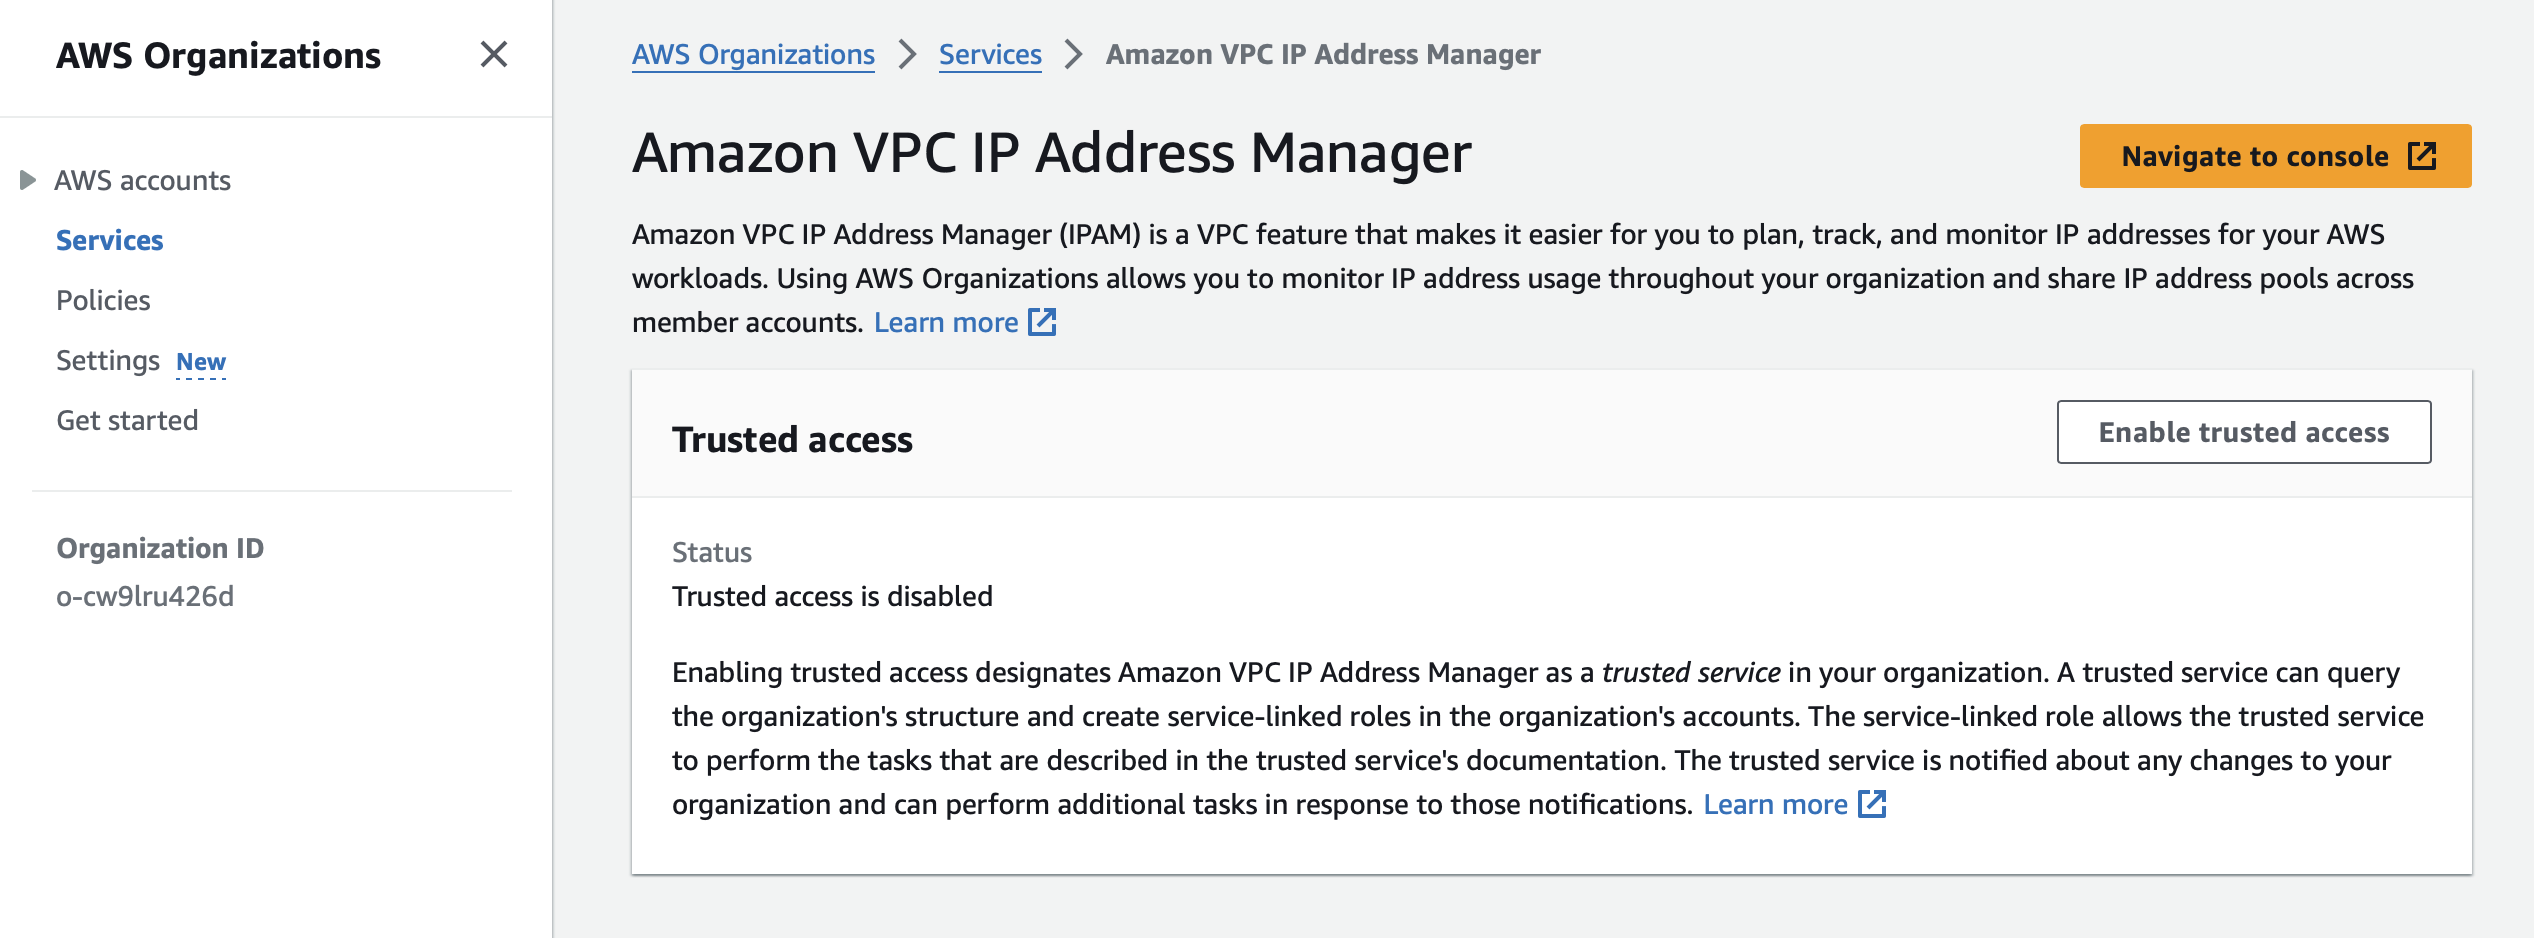 AWS Organizations
AWS accounts
Services
Policies
Settings New
Get started
Organization ID
o-cw9lru426d
AWS Organizations > Services > Amazon VPC IP Address Manager
Amazon VPC IP Address Manager
Navigate to console
Amazon VPC IP Address Manager (IPAM) is a VPC feature that makes it easier for you to plan, track, and monitor IP addresses for your AWS
workloads. Using AWS Organizations allows you to monitor IP address usage throughout your organization and share IP address pools across
member accounts. Learn more
Trusted access
Enable trusted access
Status
Trusted access is disabled
Enabling trusted access designates Amazon VPC IP Address Manager as a trusted service in your organization. A trusted service can query
the organization's structure and create service-linked roles in the organization's accounts. The service-linked role allows the trusted service
to perform the tasks that are described in the trusted service's documentation. The trusted service is notified about any changes to your
organization and can perform additional tasks in response to those notifications. Learn more